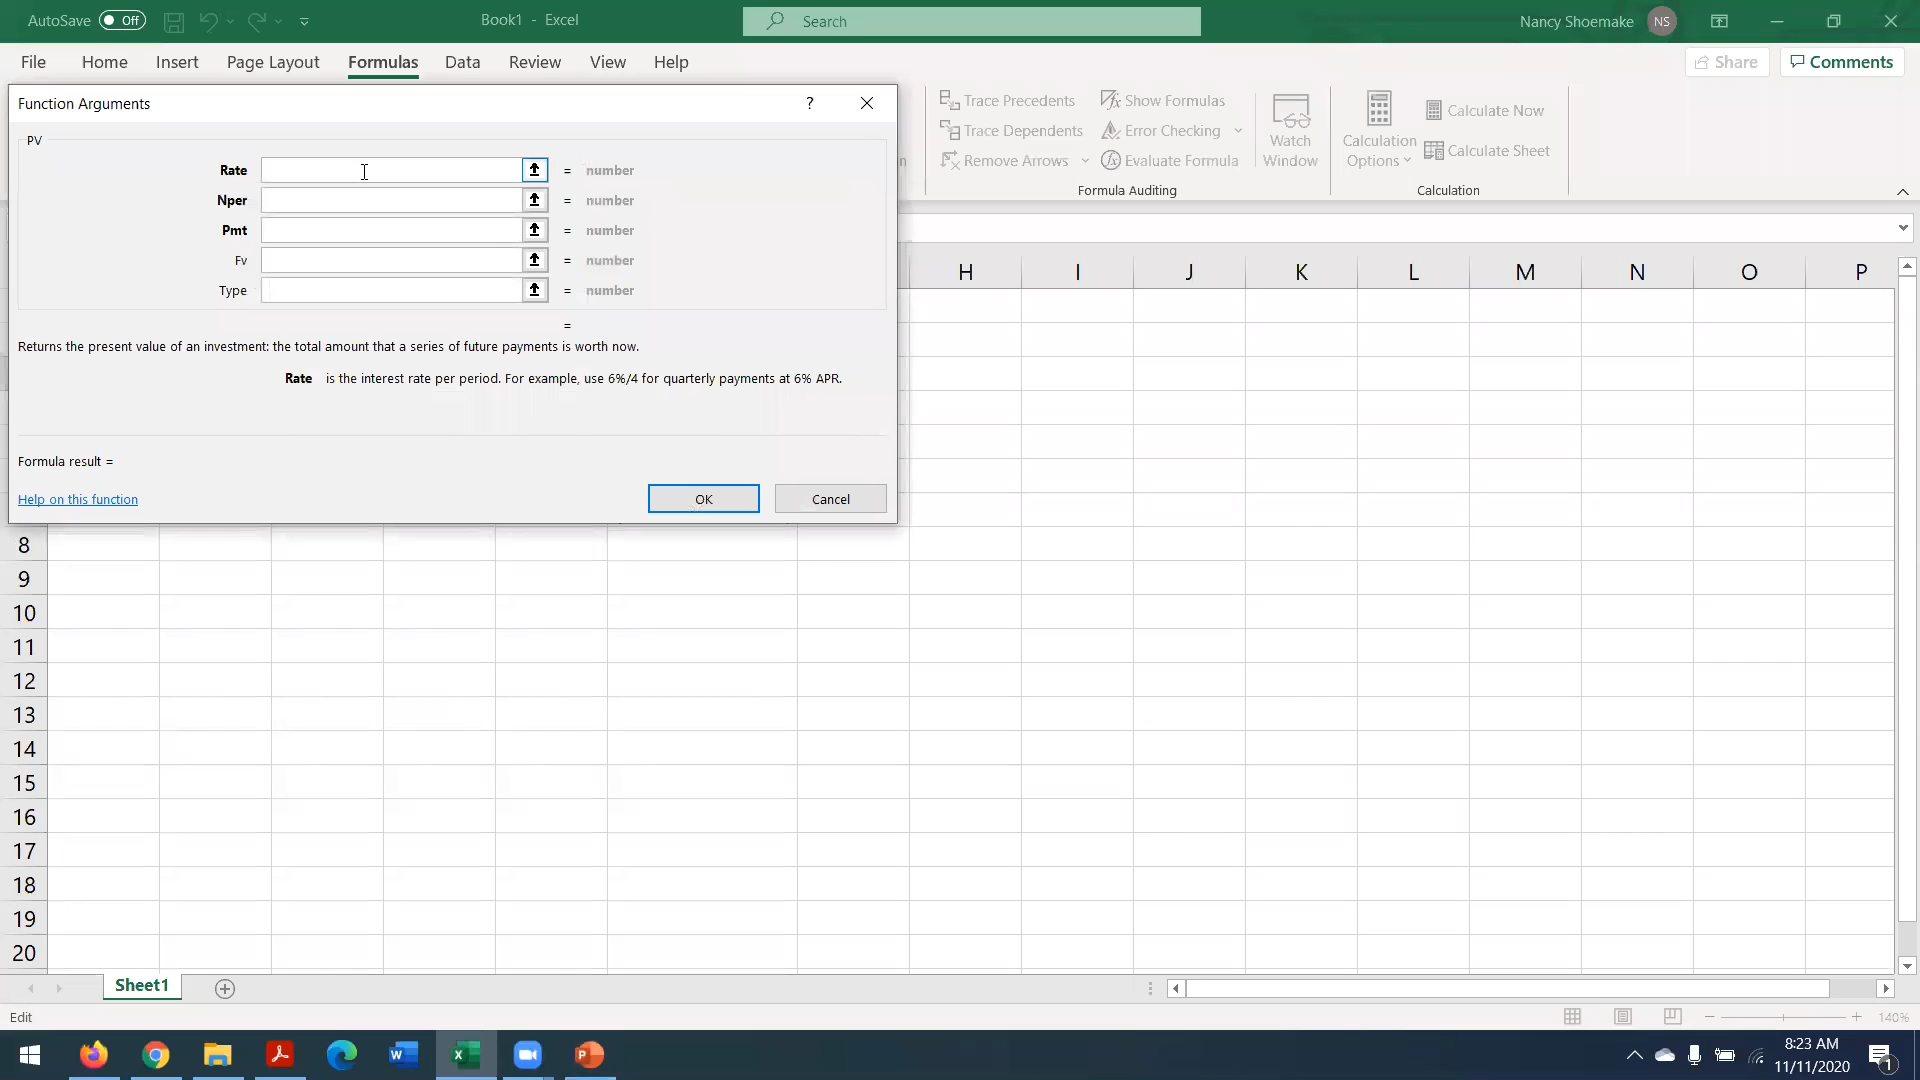 AutoSave Off Book1 - Excel Search Nancy Shoemake NS
File Home Insert Page Layout Formulas Data Review View Help Share Comments
Function Arguments ? 
PV
Rate = number
Nper = number
Pmt = number
Fv = number
Type = number
=
Returns the present value of an investment: the total amount that a series of future payments is worth now.
Rate is the interest rate per period. For example, use 6%/4 for quarterly payments at 6% APR.
Formula result =
Help on this function OK Cancel
Trace Precedents Show Formulas
Trace Dependents Error Checking
Remove Arrows Evaluate Formula
Watch
Window
Formula Auditing
Calculation
Options
Calculate Now
Calculate Sheet
Calculation
H I J K L M N O P
8
9
10
11
12
13
14
15
16
17
18
19
20
Sheet1
Edit 140%
8:23 AM
11/11/2020
1